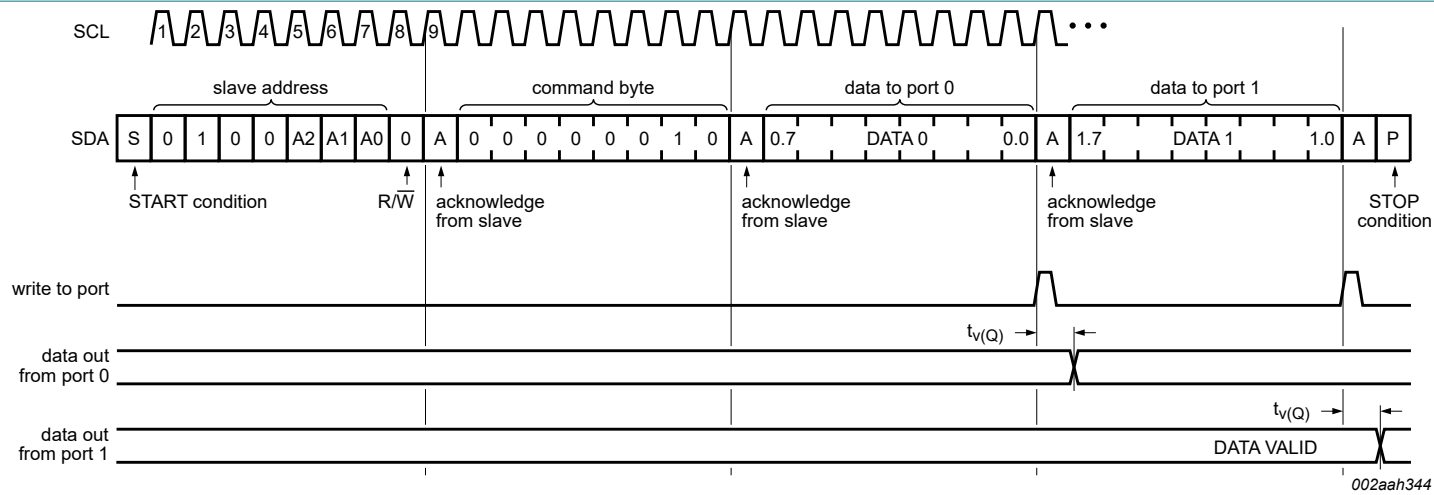 SCL 1 2 3 4 5 6 7 8 9 •••
slave address command byte data to port 0 data to port 1
SDA S 0 1 0 0 A2 A1 A0 0 A 0 0 0 0 0 0 1 0 A 0.7 DATA 0 0.0 A 1.7 DATA 1 1.0 A P
START condition R/W̅ acknowledge acknowledge acknowledge STOP
from slave from slave from slave condition
write to port
tv(Q)
data out
from port 0
tv(Q)
data out
from port 1 DATA VALID
002aah344